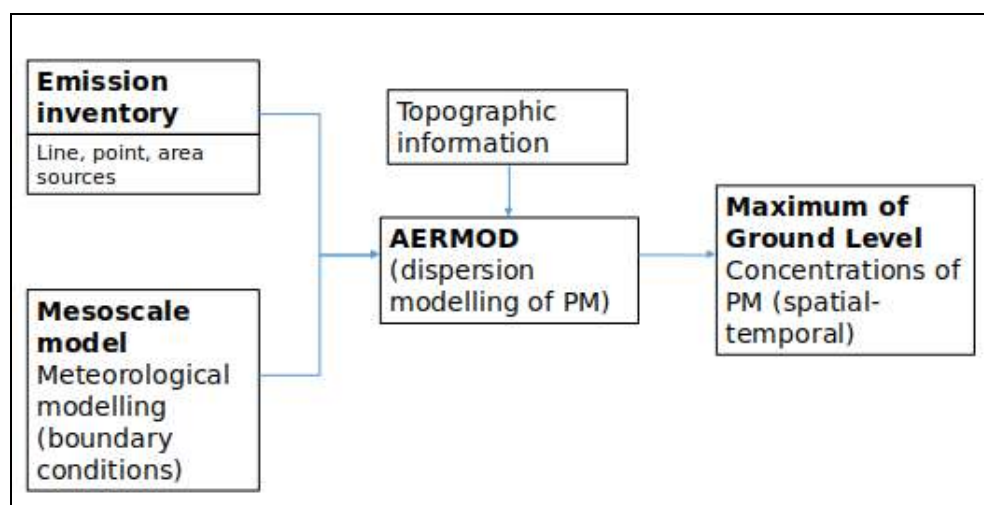 Emission
inventory
Line, point, area
sources
Topographic
information
Mesoscale
model
Meteorological
modelling
(boundary
conditions)
AERMOD
(dispersion
modelling of PM)
Maximum of
Ground Level
Concentrations of
PM (spatial-
temporal)